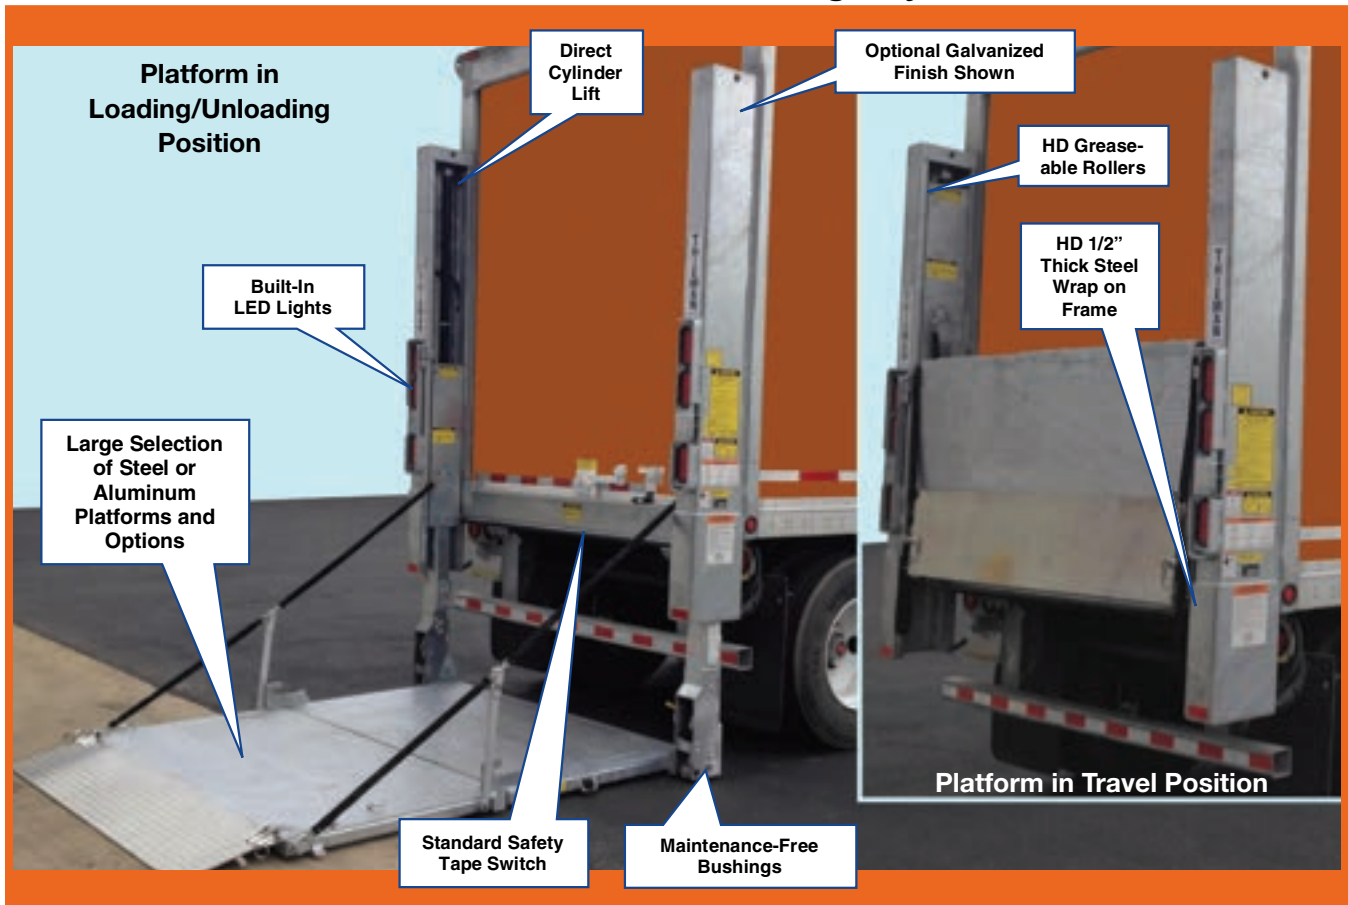 Platform in
Loading/Unloading
Position
Direct
Cylinder
Lift
Optional Galvanized
Finish Shown
HD Grease-
able Rollers
HD 1/2”
Thick Steel
Wrap on
Frame
Built-In
LED Lights
Large Selection
of Steel or
Aluminum
Platforms and
Options
THIEMAN
THIEMAN
Platform in Travel Position
Standard Safety
Tape Switch
Maintenance-Free
Bushings